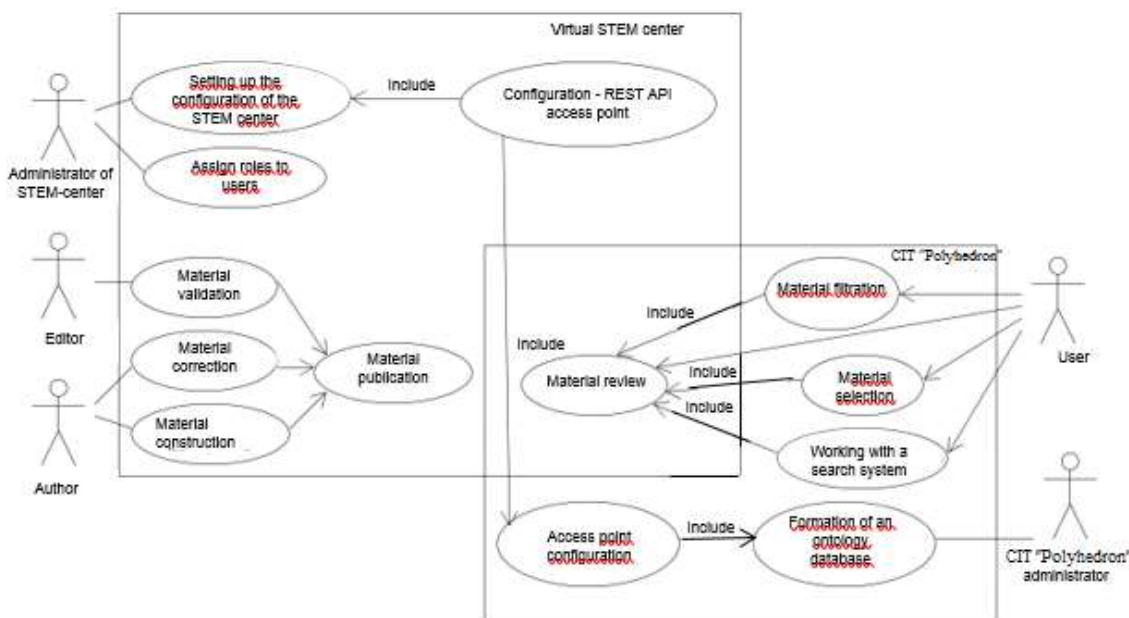 Virtual STEM center
Setting up the
configuration of the
STEM center
Include
Configuration - REST API
access point
Administrator of
STEM-center
Assign roles to
users
CIT "Polyhedron"
Material
validation
Material filtration
Editor
Include
User
Material
correction
Material
publication
Include
Material review
Include
Material
selection
Material
construction
Include
Working with a
search system
Author
Access point
configuration
Include
Formation of an
ontology
database
CIT "Polyhedron"
administrator